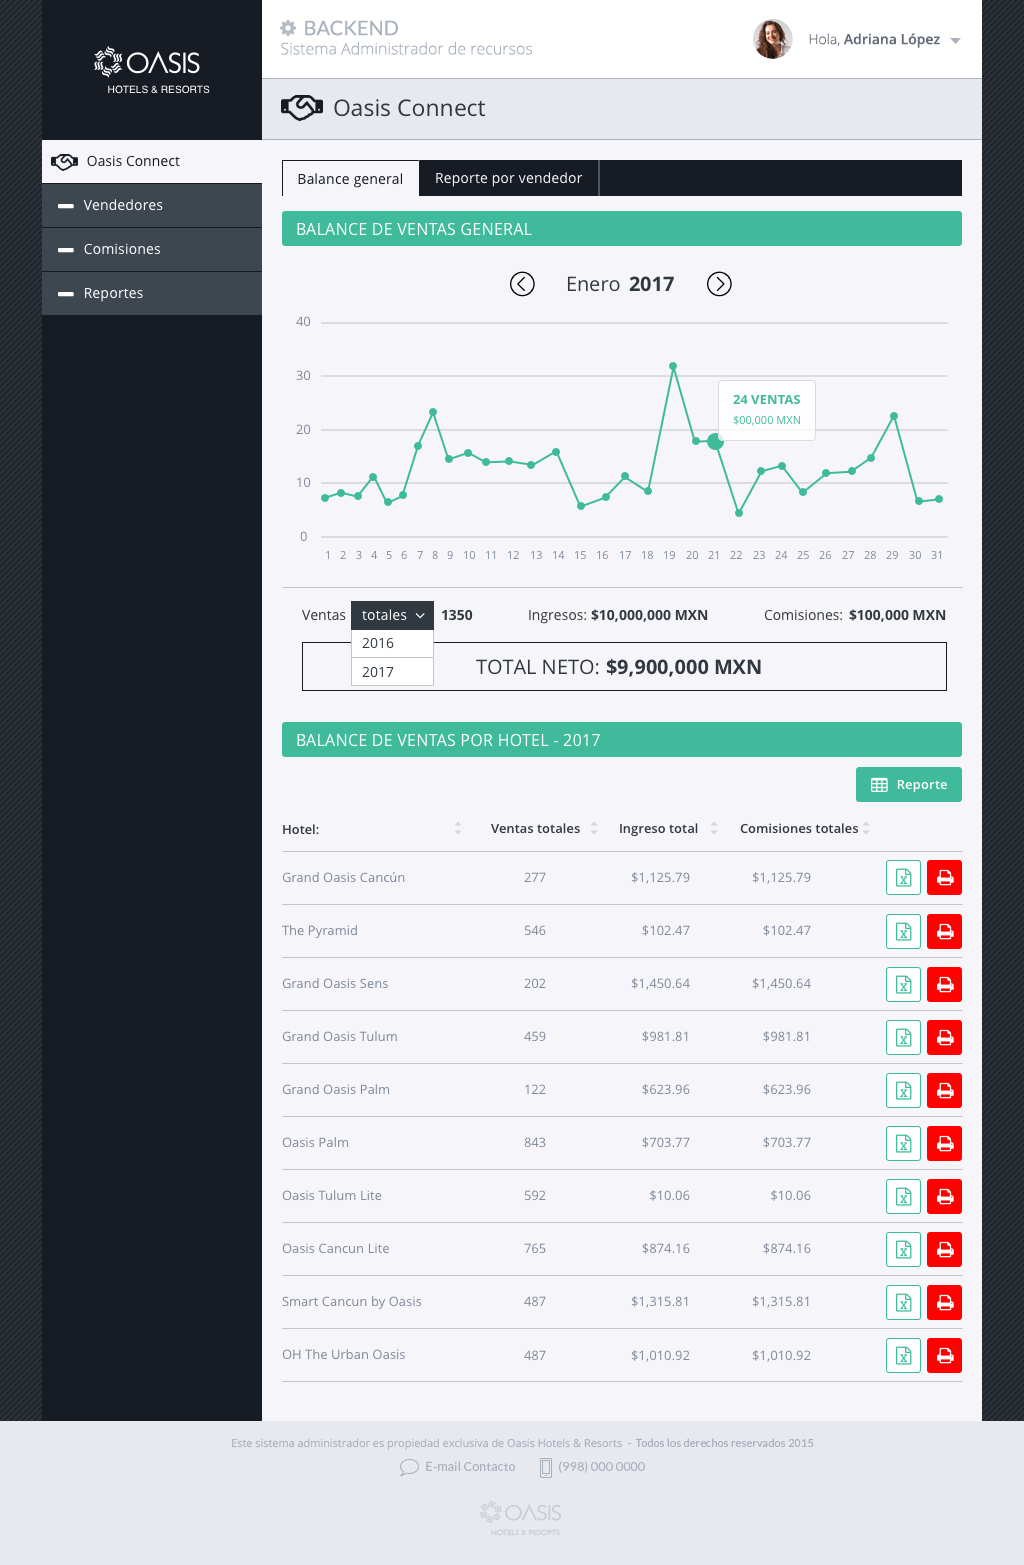 OASIS
HOTELS & RESORTS
BACKEND
Sistema Administrador de recursos
Hola, Adriana López
Oasis Connect
Oasis Connect
Vendedores
Comisiones
Reportes
Balance general Reporte por vendedor
BALANCE DE VENTAS GENERAL
Enero 2017
40
30
20
10
0
24 VENTAS
$00,000 MXN
1 2 3 4 5 6 7 8 9 10 11 12 13 14 15 16 17 18 19 20 21 22 23 24 25 26 27 28 29 30 31
Ventas totales 1350 Ingresos: $10,000,000 MXN Comisiones: $100,000 MXN
2016
2017
TOTAL NETO: $9,900,000 MXN
BALANCE DE VENTAS POR HOTEL - 2017
Reporte
Hotel: Ventas totales Ingreso total Comisiones totales
Grand Oasis Cancún 277 $1,125.79 $1,125.79
The Pyramid 546 $102.47 $102.47
Grand Oasis Sens 202 $1,450.64 $1,450.64
Grand Oasis Tulum 459 $981.81 $981.81
Grand Oasis Palm 122 $623.96 $623.96
Oasis Palm 843 $703.77 $703.77
Oasis Tulum Lite 592 $10.06 $10.06
Oasis Cancun Lite 765 $874.16 $874.16
Smart Cancun by Oasis 487 $1,315.81 $1,315.81
OH The Urban Oasis 487 $1,010.92 $1,010.92
Este sistema administrador es propiedad exclusiva de Oasis Hotels & Resorts - Todos los derechos reservados 2015
E-mail Contacto (998) 000 0000
OASIS
HOTELS & RESORTS